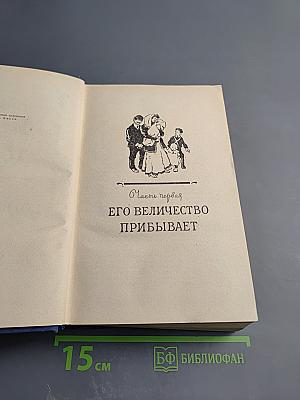 Часть первая
ЕГО ВЕЛИЧЕСТВО
ПРИБЫВАЕТ
15 см
БФ БИБЛИОФАН